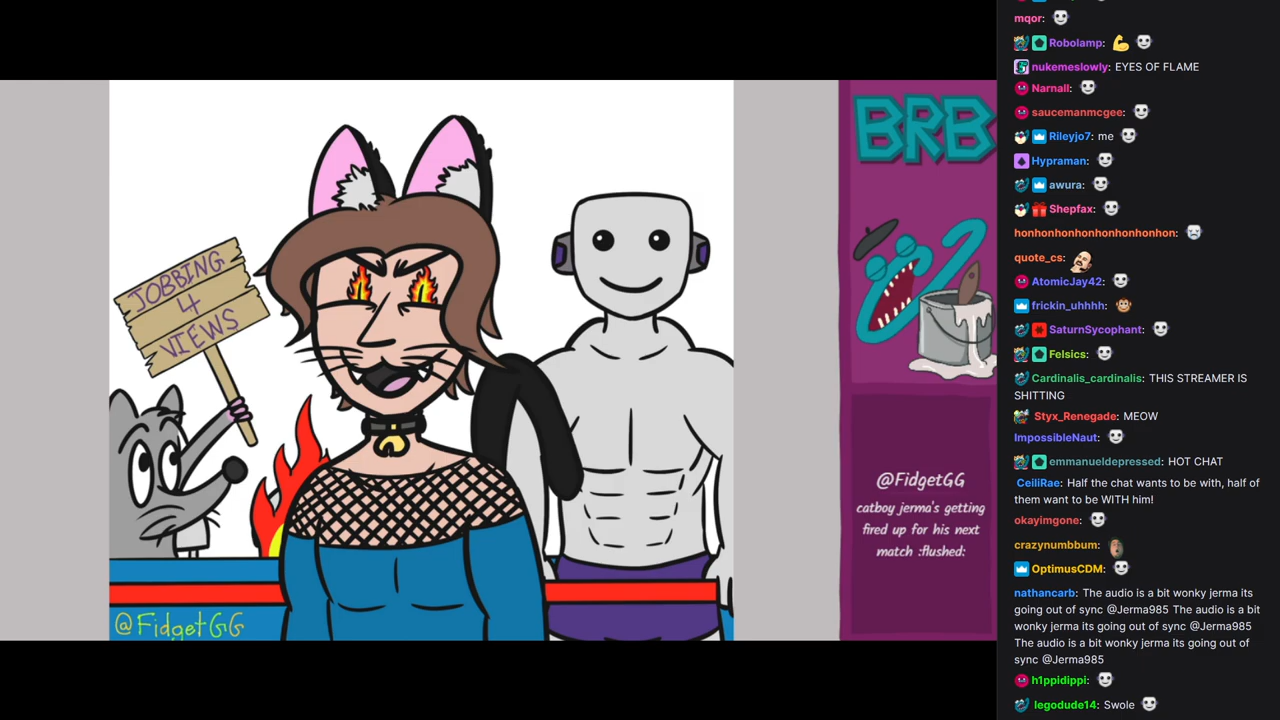 JOBBING
4
VIEWS
@FidgetGG
BRB
@FidgetGG
catboy jerma's getting
fired up for his next
match :flushed:
mqor:
Robolamp:
nukemeslowly: EYES OF FLAME
Narnall:
saucemanmcgee:
Rileyjo7: me
Hypraman:
awura:
Shepfax:
honhonhonhonhonhonhonhon:
quote_cs:
AtomicJay42:
frickin_uhhhh:
SaturnSycophant:
Felsics:
Cardinalis_cardinalis: THIS STREAMER IS
SHITTING
Styx_Renegade: MEOW
ImpossibleNaut:
emmanueldepressed: HOT CHAT
CeiliRae: Half the chat wants to be with, half of
them want to be WITH him!
okayimgone:
crazynumbbum:
OptimusCDM:
nathancarb: The audio is a bit wonky jerma its
going out of sync @Jerma985 The audio is a bit
wonky jerma its going out of sync @Jerma985
The audio is a bit wonky jerma its going out of
sync @Jerma985
h1ppidippi:
legodude14: Swole